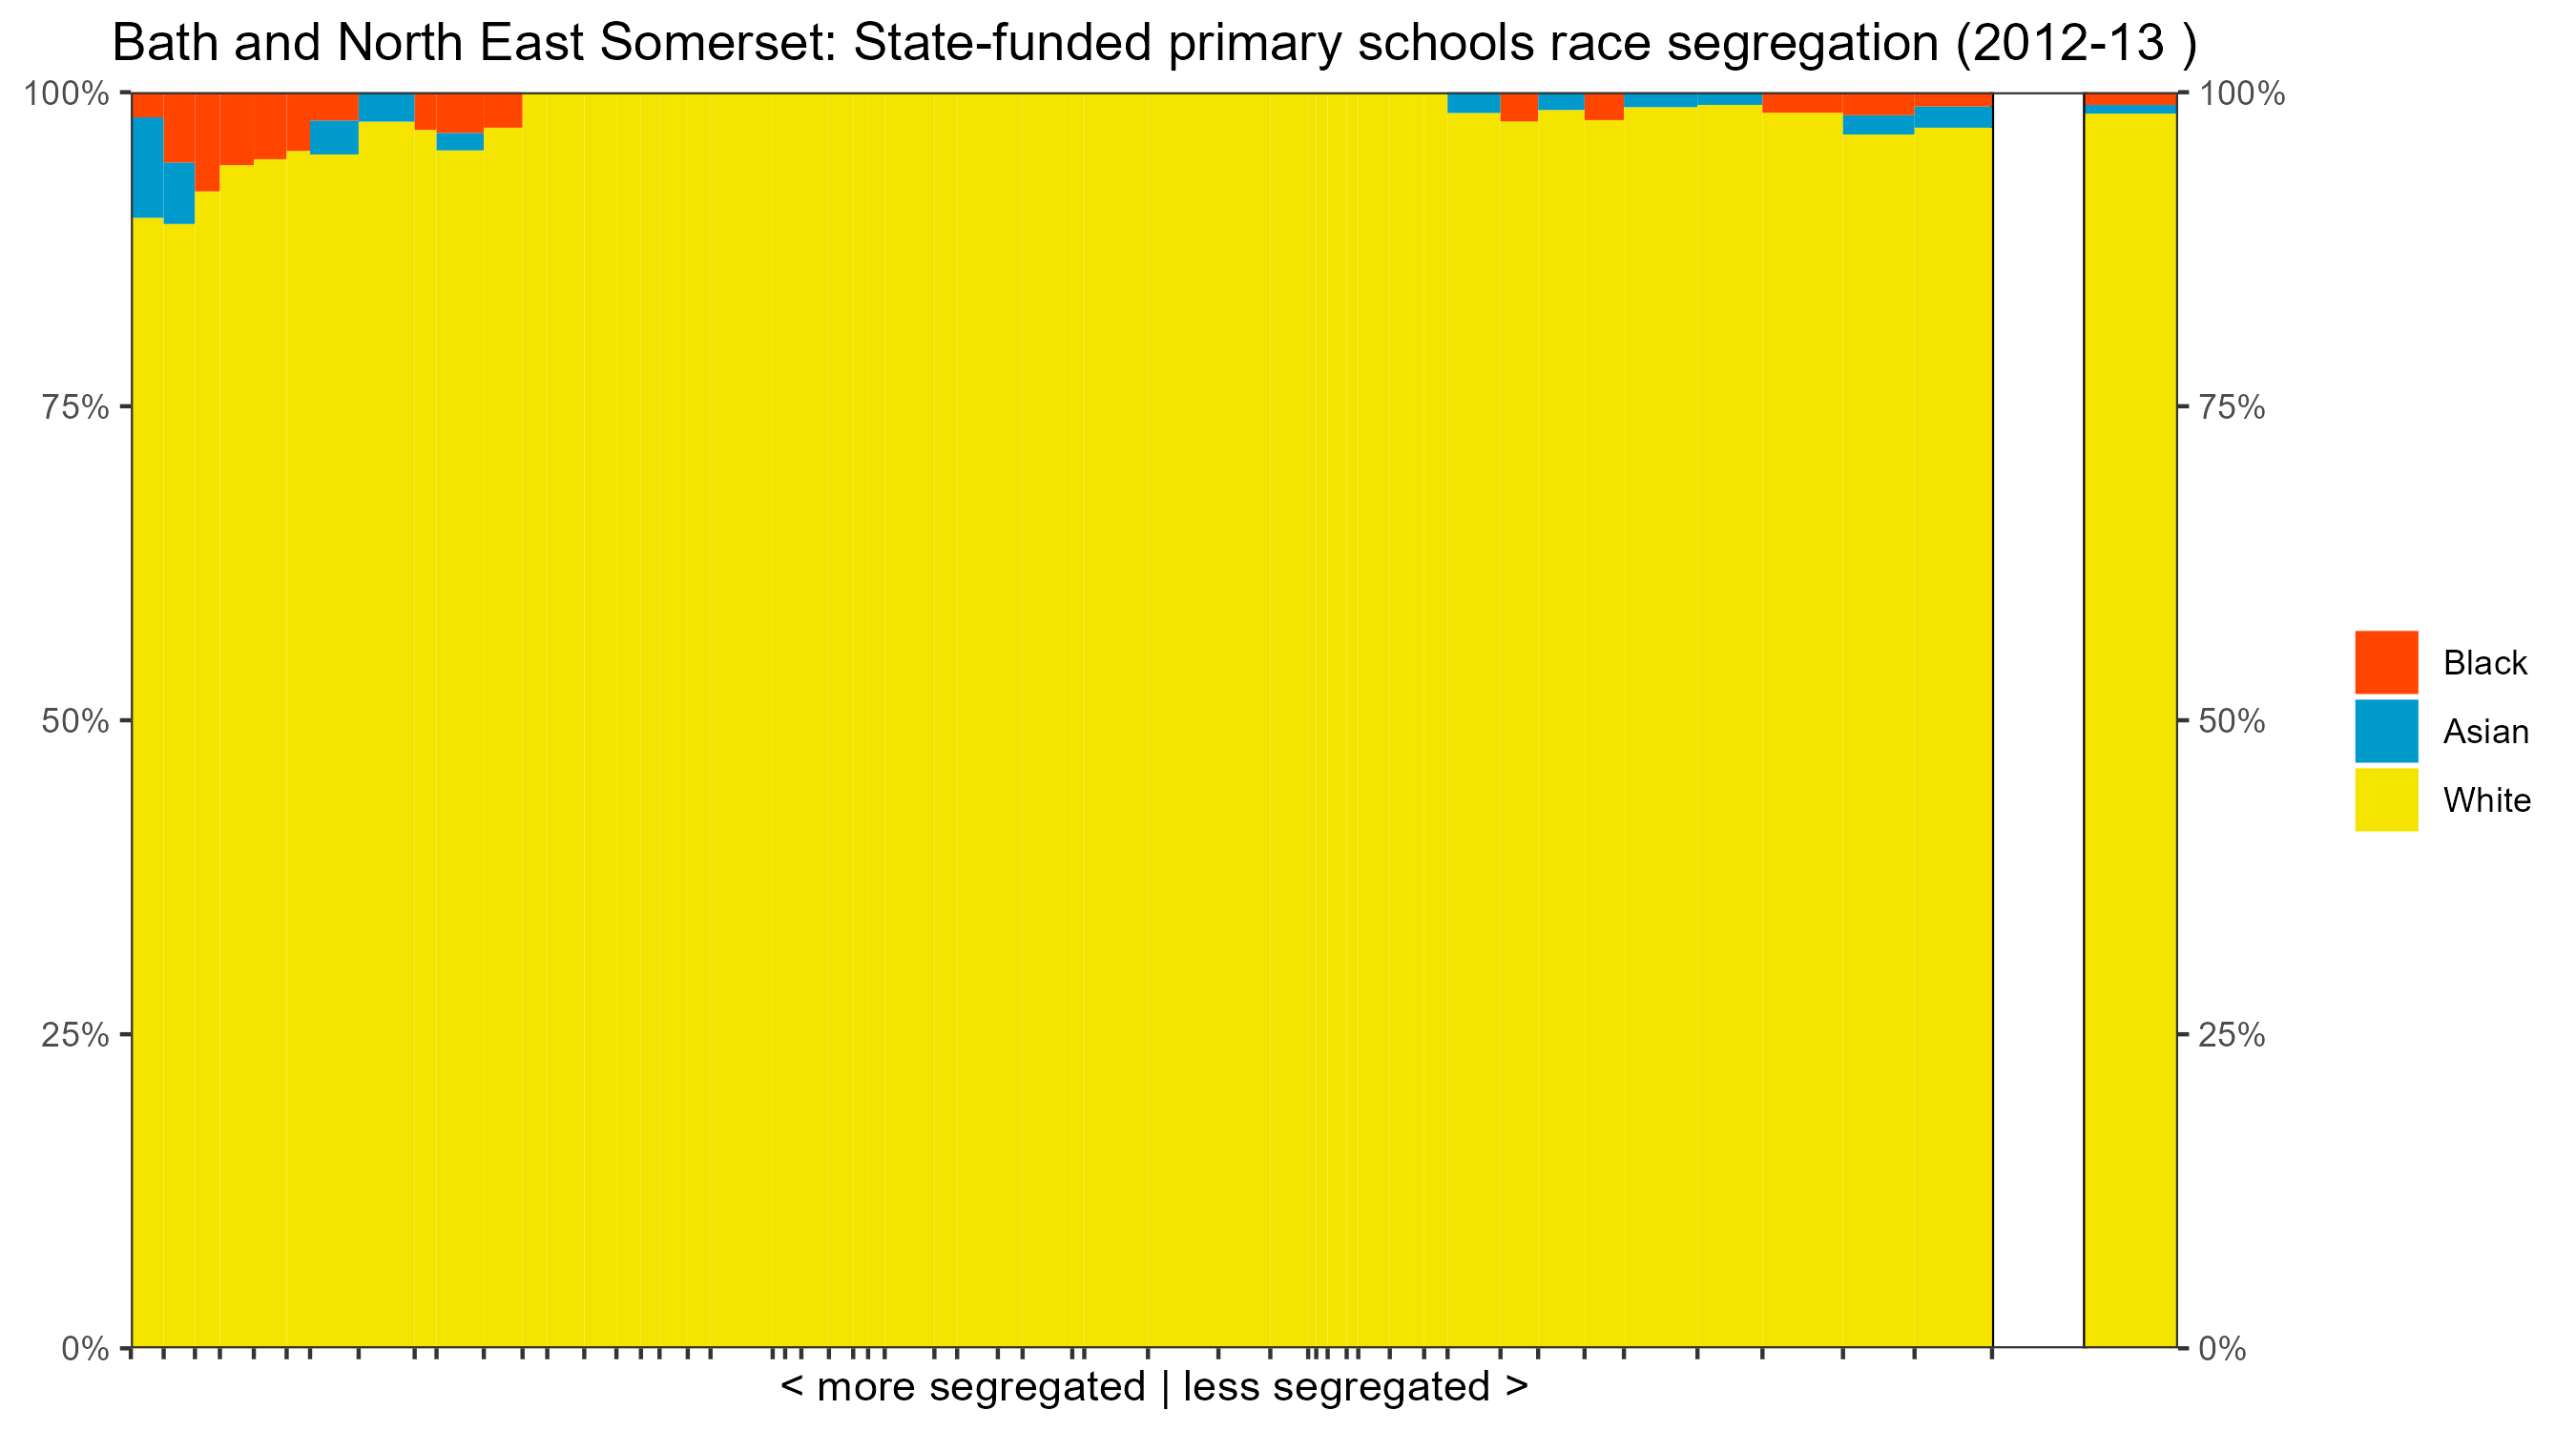 Bath and North East Somerset: State-funded primary schools race segregation (2012-13 )
100%
100%
75%
75%
50%
50%
25%
25%
0%
0%
Black
Asian
White
< more segregated | less segregated >